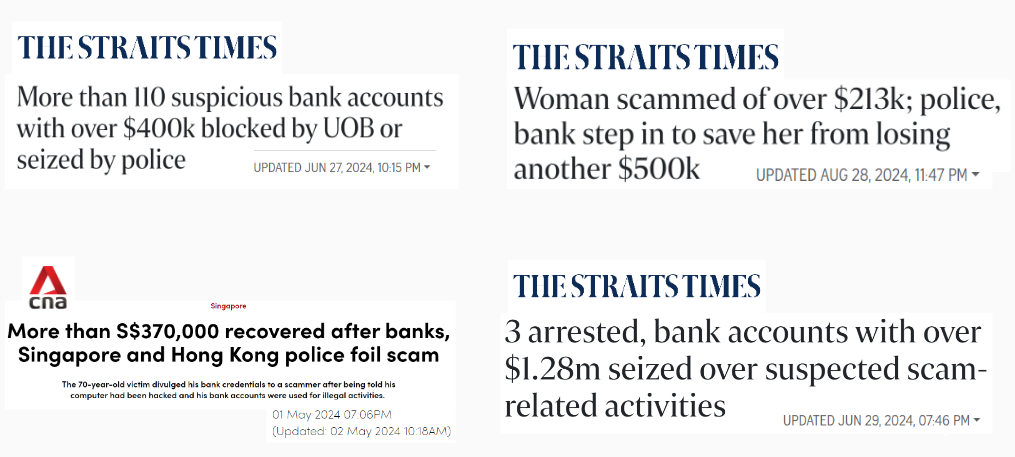 THE STRAITS TIMES
More than 110 suspicious bank accounts
with over $400k blocked by UOB or
seized by police
UPDATED JUN 27, 2024, 10:15 PM
THE STRAITS TIMES
Woman scammed of over $213k; police,
bank step in to save her from losing
another $500k
UPDATED AUG 28, 2024, 11:47 PM
cna
Singapore
More than S$370,000 recovered after banks,
Singapore and Hong Kong police foil scam
The 70-year-old victim divulged his bank credentials to a scammer after being told his
computer had been hacked and his bank accounts were used for illegal activities.
01 May 2024 07:06PM
(Updated: 02 May 2024 10:18AM)
THE STRAITS TIMES
3 arrested, bank accounts with over
$1.28m seized over suspected scam-
related activities
UPDATED JUN 29, 2024, 07:46 PM